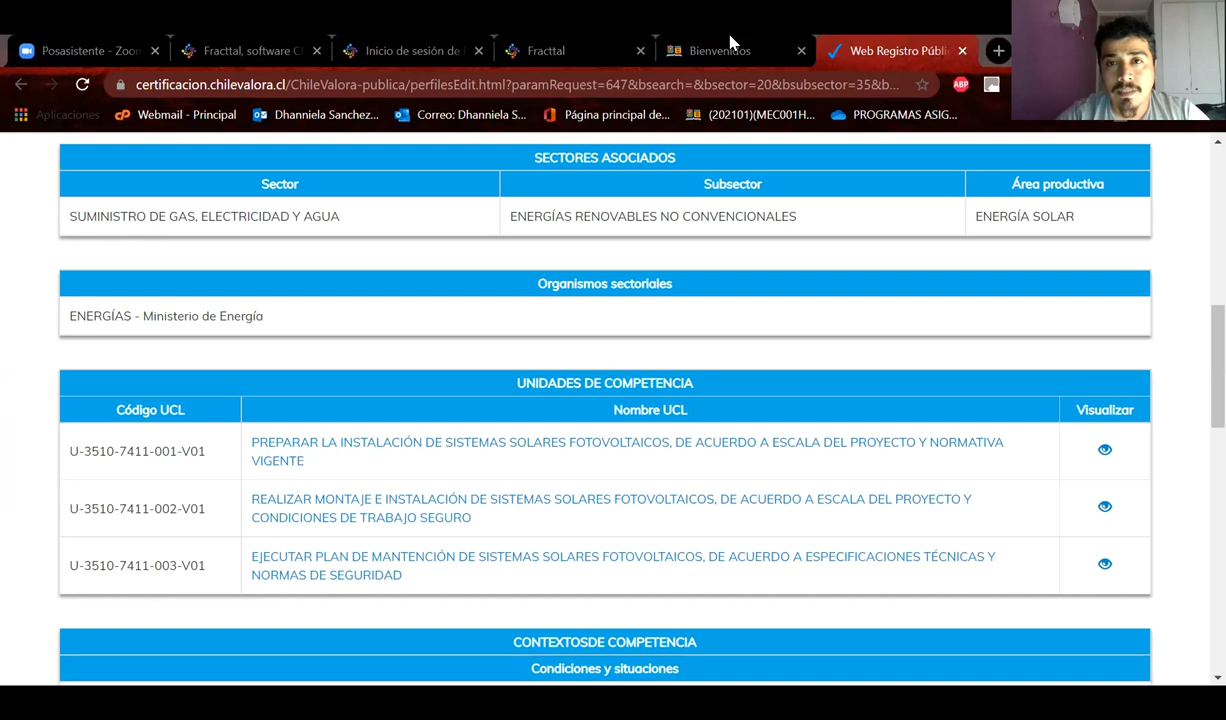 Posasistente - Zoom
Fracttal, software C
Inicio de sesión de
Fracttal
Bienvenidos
Web Registro Públi
certificacion.chilevalora.cl/ChileValora-publica/perfilesEdit.html?paramRequest=647&bsearch=&bsector=20&bsubsector=35&b...
ABP
Aplicaciones
Webmail - Principal
Dhanniela Sanchez...
Correo: Dhanniela S...
Página principal de...
(202101)(MEC001H...
PROGRAMAS ASIG...
SECTORES ASOCIADOS
Sector
Subsector
Área productiva
SUMINISTRO DE GAS, ELECTRICIDAD Y AGUA
ENERGÍAS RENOVABLES NO CONVENCIONALES
ENERGÍA SOLAR
Organismos sectoriales
ENERGÍAS - Ministerio de Energía
UNIDADES DE COMPETENCIA
Código UCL
Nombre UCL
Visualizar
U-3510-7411-001-V01
PREPARAR LA INSTALACIÓN DE SISTEMAS SOLARES FOTOVOLTAICOS, DE ACUERDO A ESCALA DEL PROYECTO Y NORMATIVA
VIGENTE
U-3510-7411-002-V01
REALIZAR MONTAJE E INSTALACIÓN DE SISTEMAS SOLARES FOTOVOLTAICOS, DE ACUERDO A ESCALA DEL PROYECTO Y
CONDICIONES DE TRABAJO SEGURO
U-3510-7411-003-V01
EJECUTAR PLAN DE MANTENCIÓN DE SISTEMAS SOLARES FOTOVOLTAICOS, DE ACUERDO A ESPECIFICACIONES TÉCNICAS Y
NORMAS DE SEGURIDAD
CONTEXTOSDE COMPETENCIA
Condiciones y situaciones